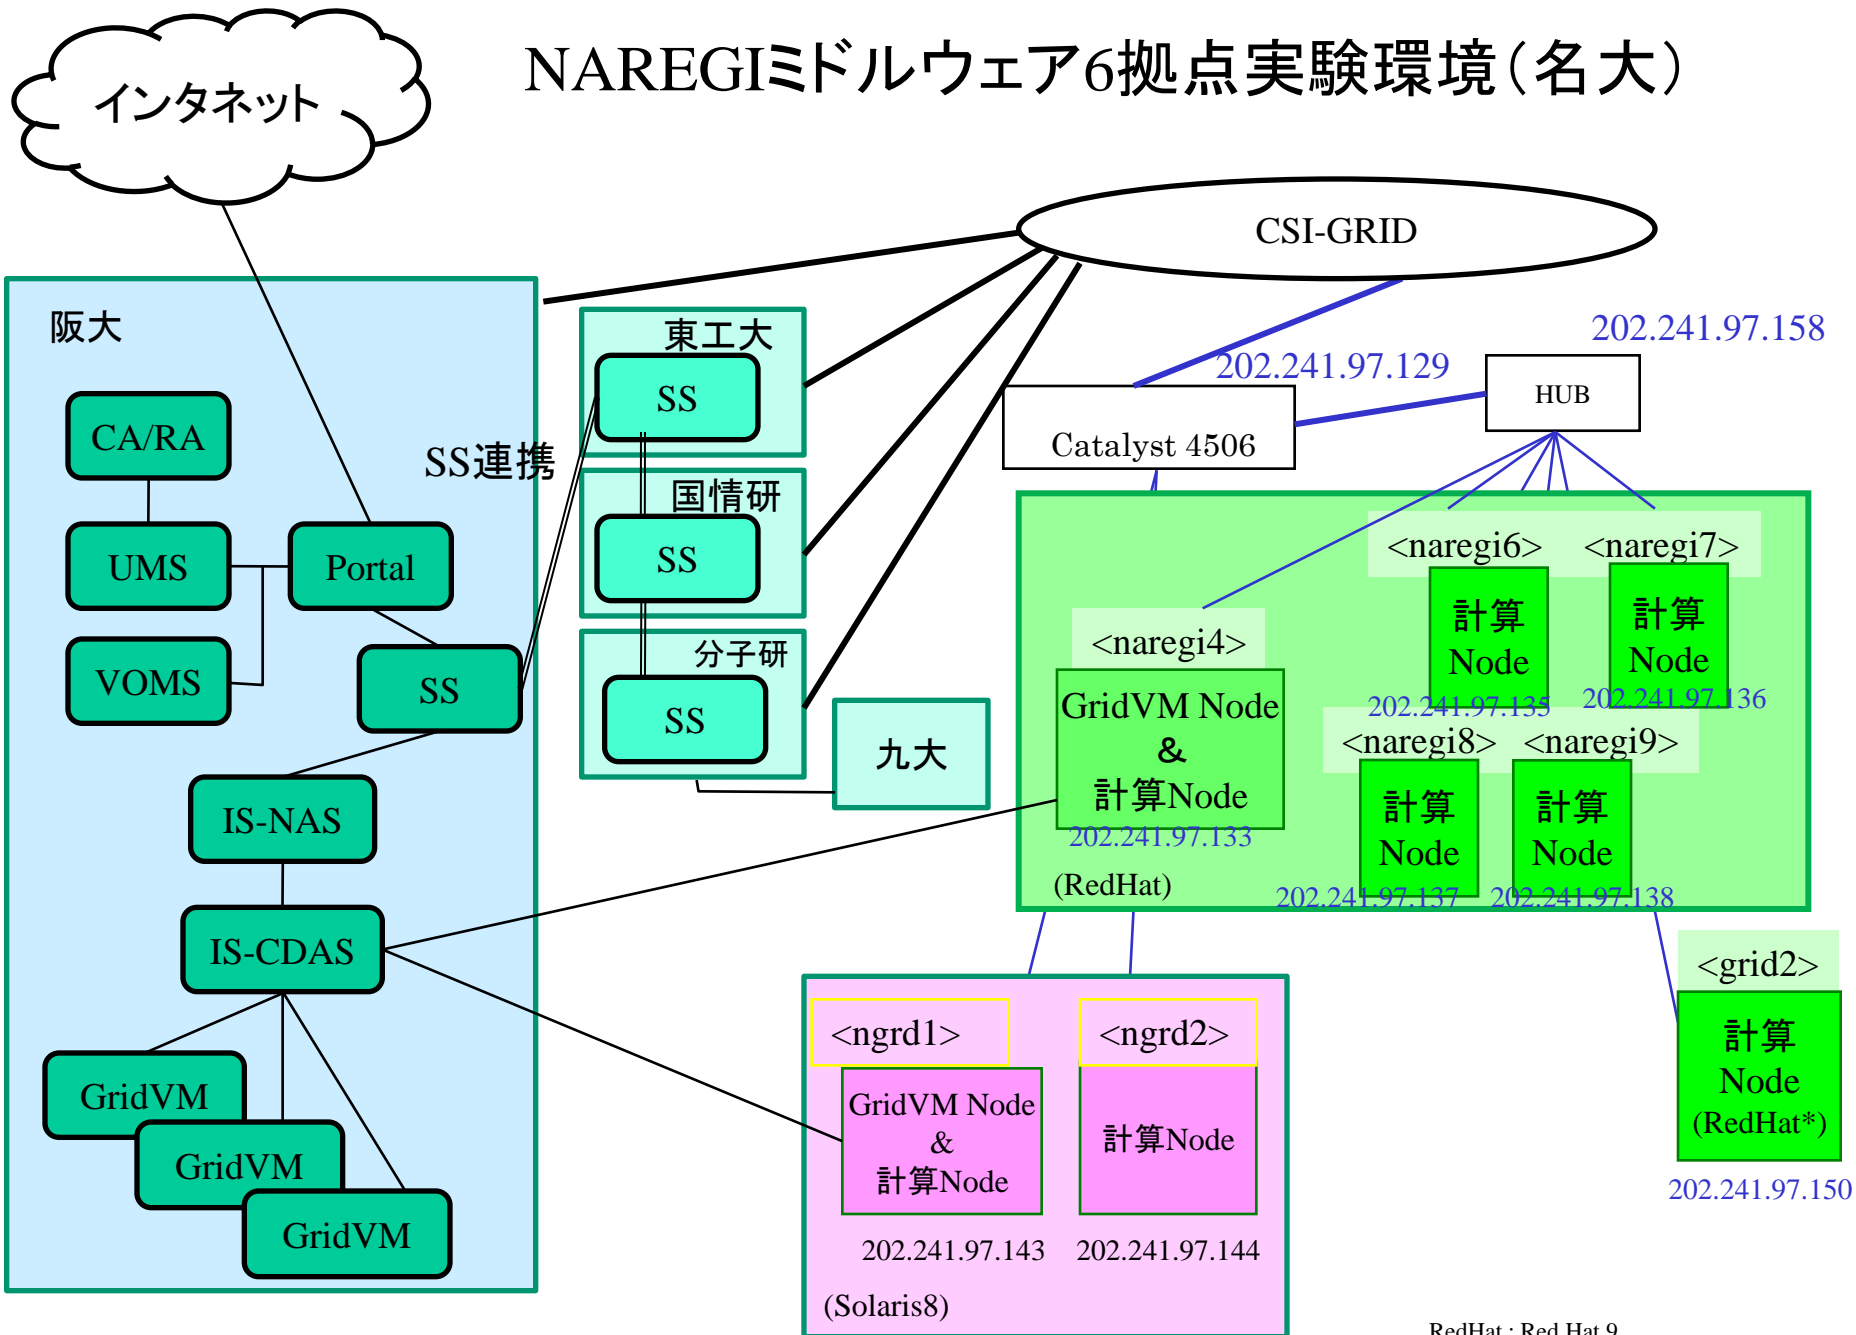 NAREGIミドルウェア6拠点実験環境(名大)
インタネット
CSI-GRID
阪大
CA/RA
UMS
VOMS
Portal
SS
IS-NAS
IS-CDAS
GridVM
GridVM
GridVM
SS連携
東工大
SS
国情研
SS
分子研
SS
九大
202.241.97.158
202.241.97.129
HUB
Catalyst 4506
<naregi6>
計算
Node
202.241.97.135
<naregi7>
計算
Node
202.241.97.136
<naregi4>
GridVM Node
&
計算Node
202.241.97.133
<naregi8>
計算
Node
202.241.97.137
<naregi9>
計算
Node
202.241.97.138
(RedHat)
<ngrd1>
GridVM Node
&
計算Node
202.241.97.143
<ngrd2>
計算Node
202.241.97.144
(Solaris8)
<grid2>
計算
Node
(RedHat*)
202.241.97.150
RedHat : Red Hat 9